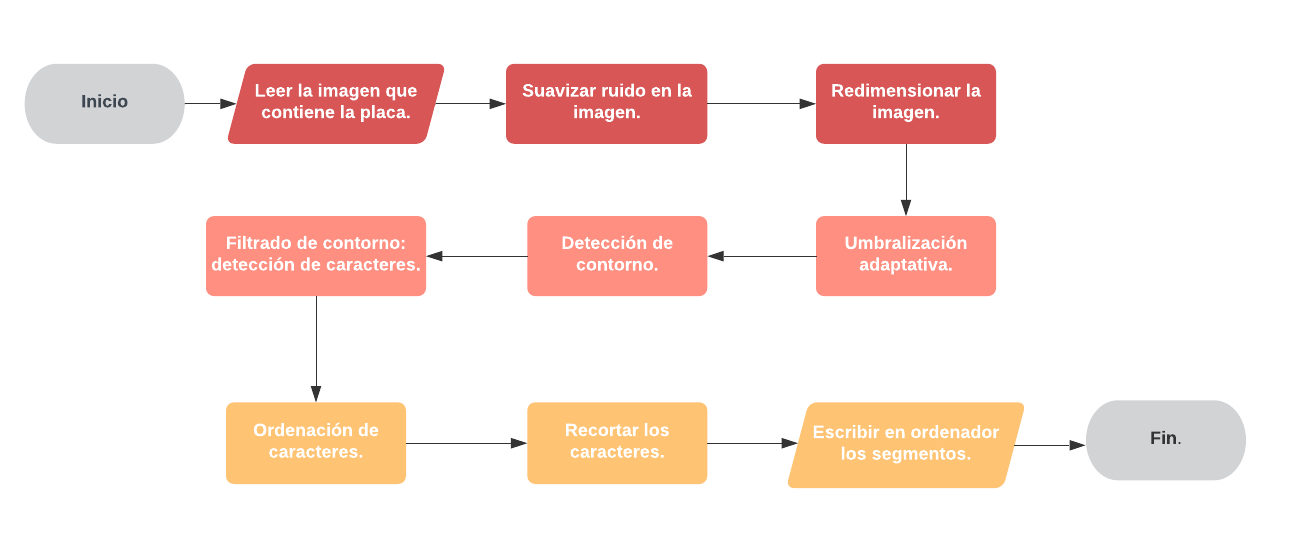 Inicio
Leer la imagen que
contiene la placa.
Suavizar ruido en la
imagen.
Redimensionar la
imagen.
Umbralización
adaptativa.
Detección de
contorno.
Filtrado de contorno:
detección de caracteres.
Ordenación de
caracteres.
Recortar los
caracteres.
Escribir en ordenador
los segmentos.
Fin.